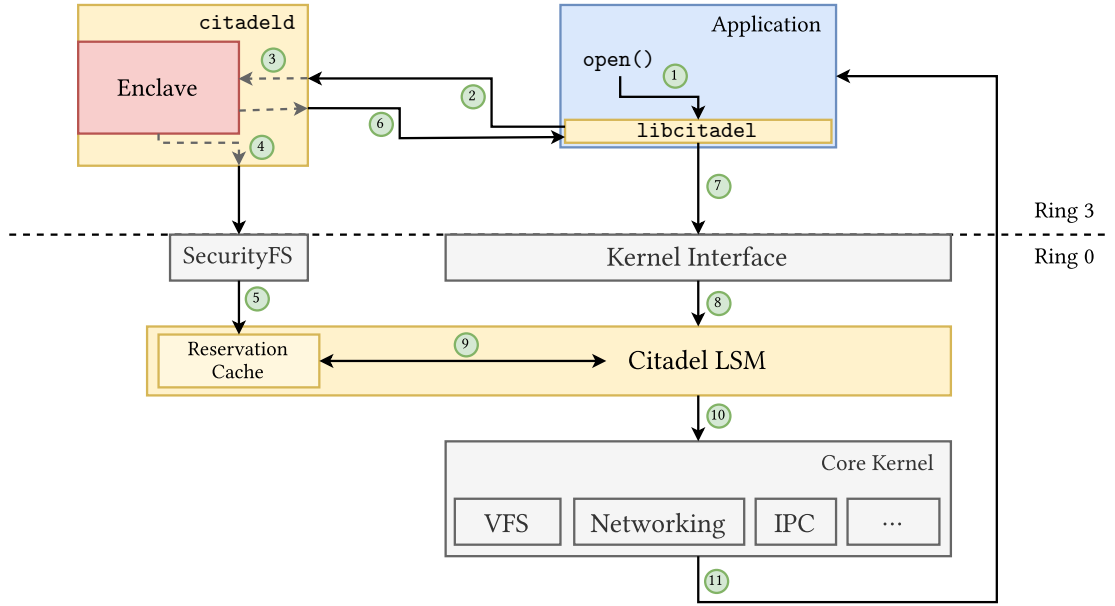 citadeld
Application
Enclave
open()
3
1
2
6
4
libcitadel
7
Ring 3
Ring 0
SecurityFS
Kernel Interface
5
8
Reservation
Cache
9
Citadel LSM
10
Core Kernel
VFS
Networking
IPC
...
11